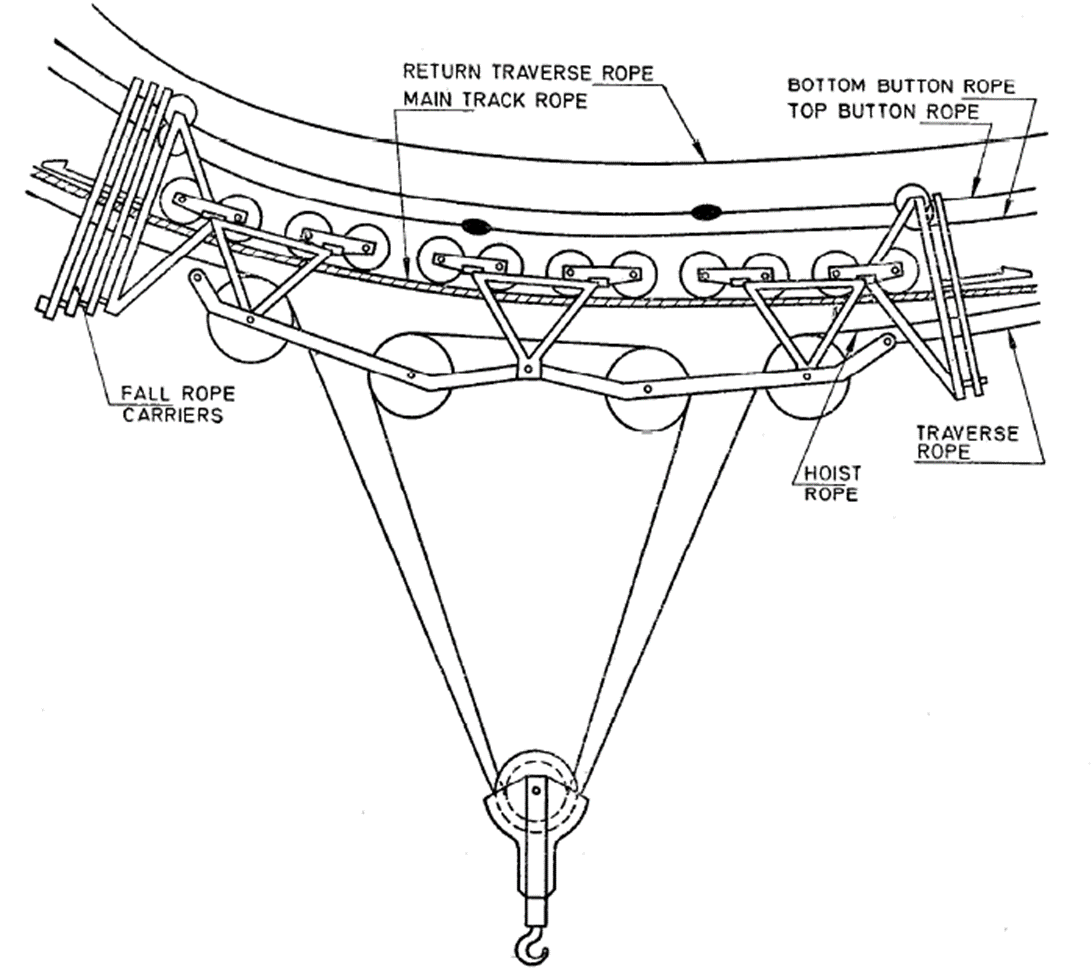 RETURN TRAVERSE ROPE
MAIN TRACK ROPE
BOTTOM BUTTON ROPE
TOP BUTTON ROPE
FALL ROPE
CARRIERS
TRAVERSE
ROPE
HOIST
ROPE